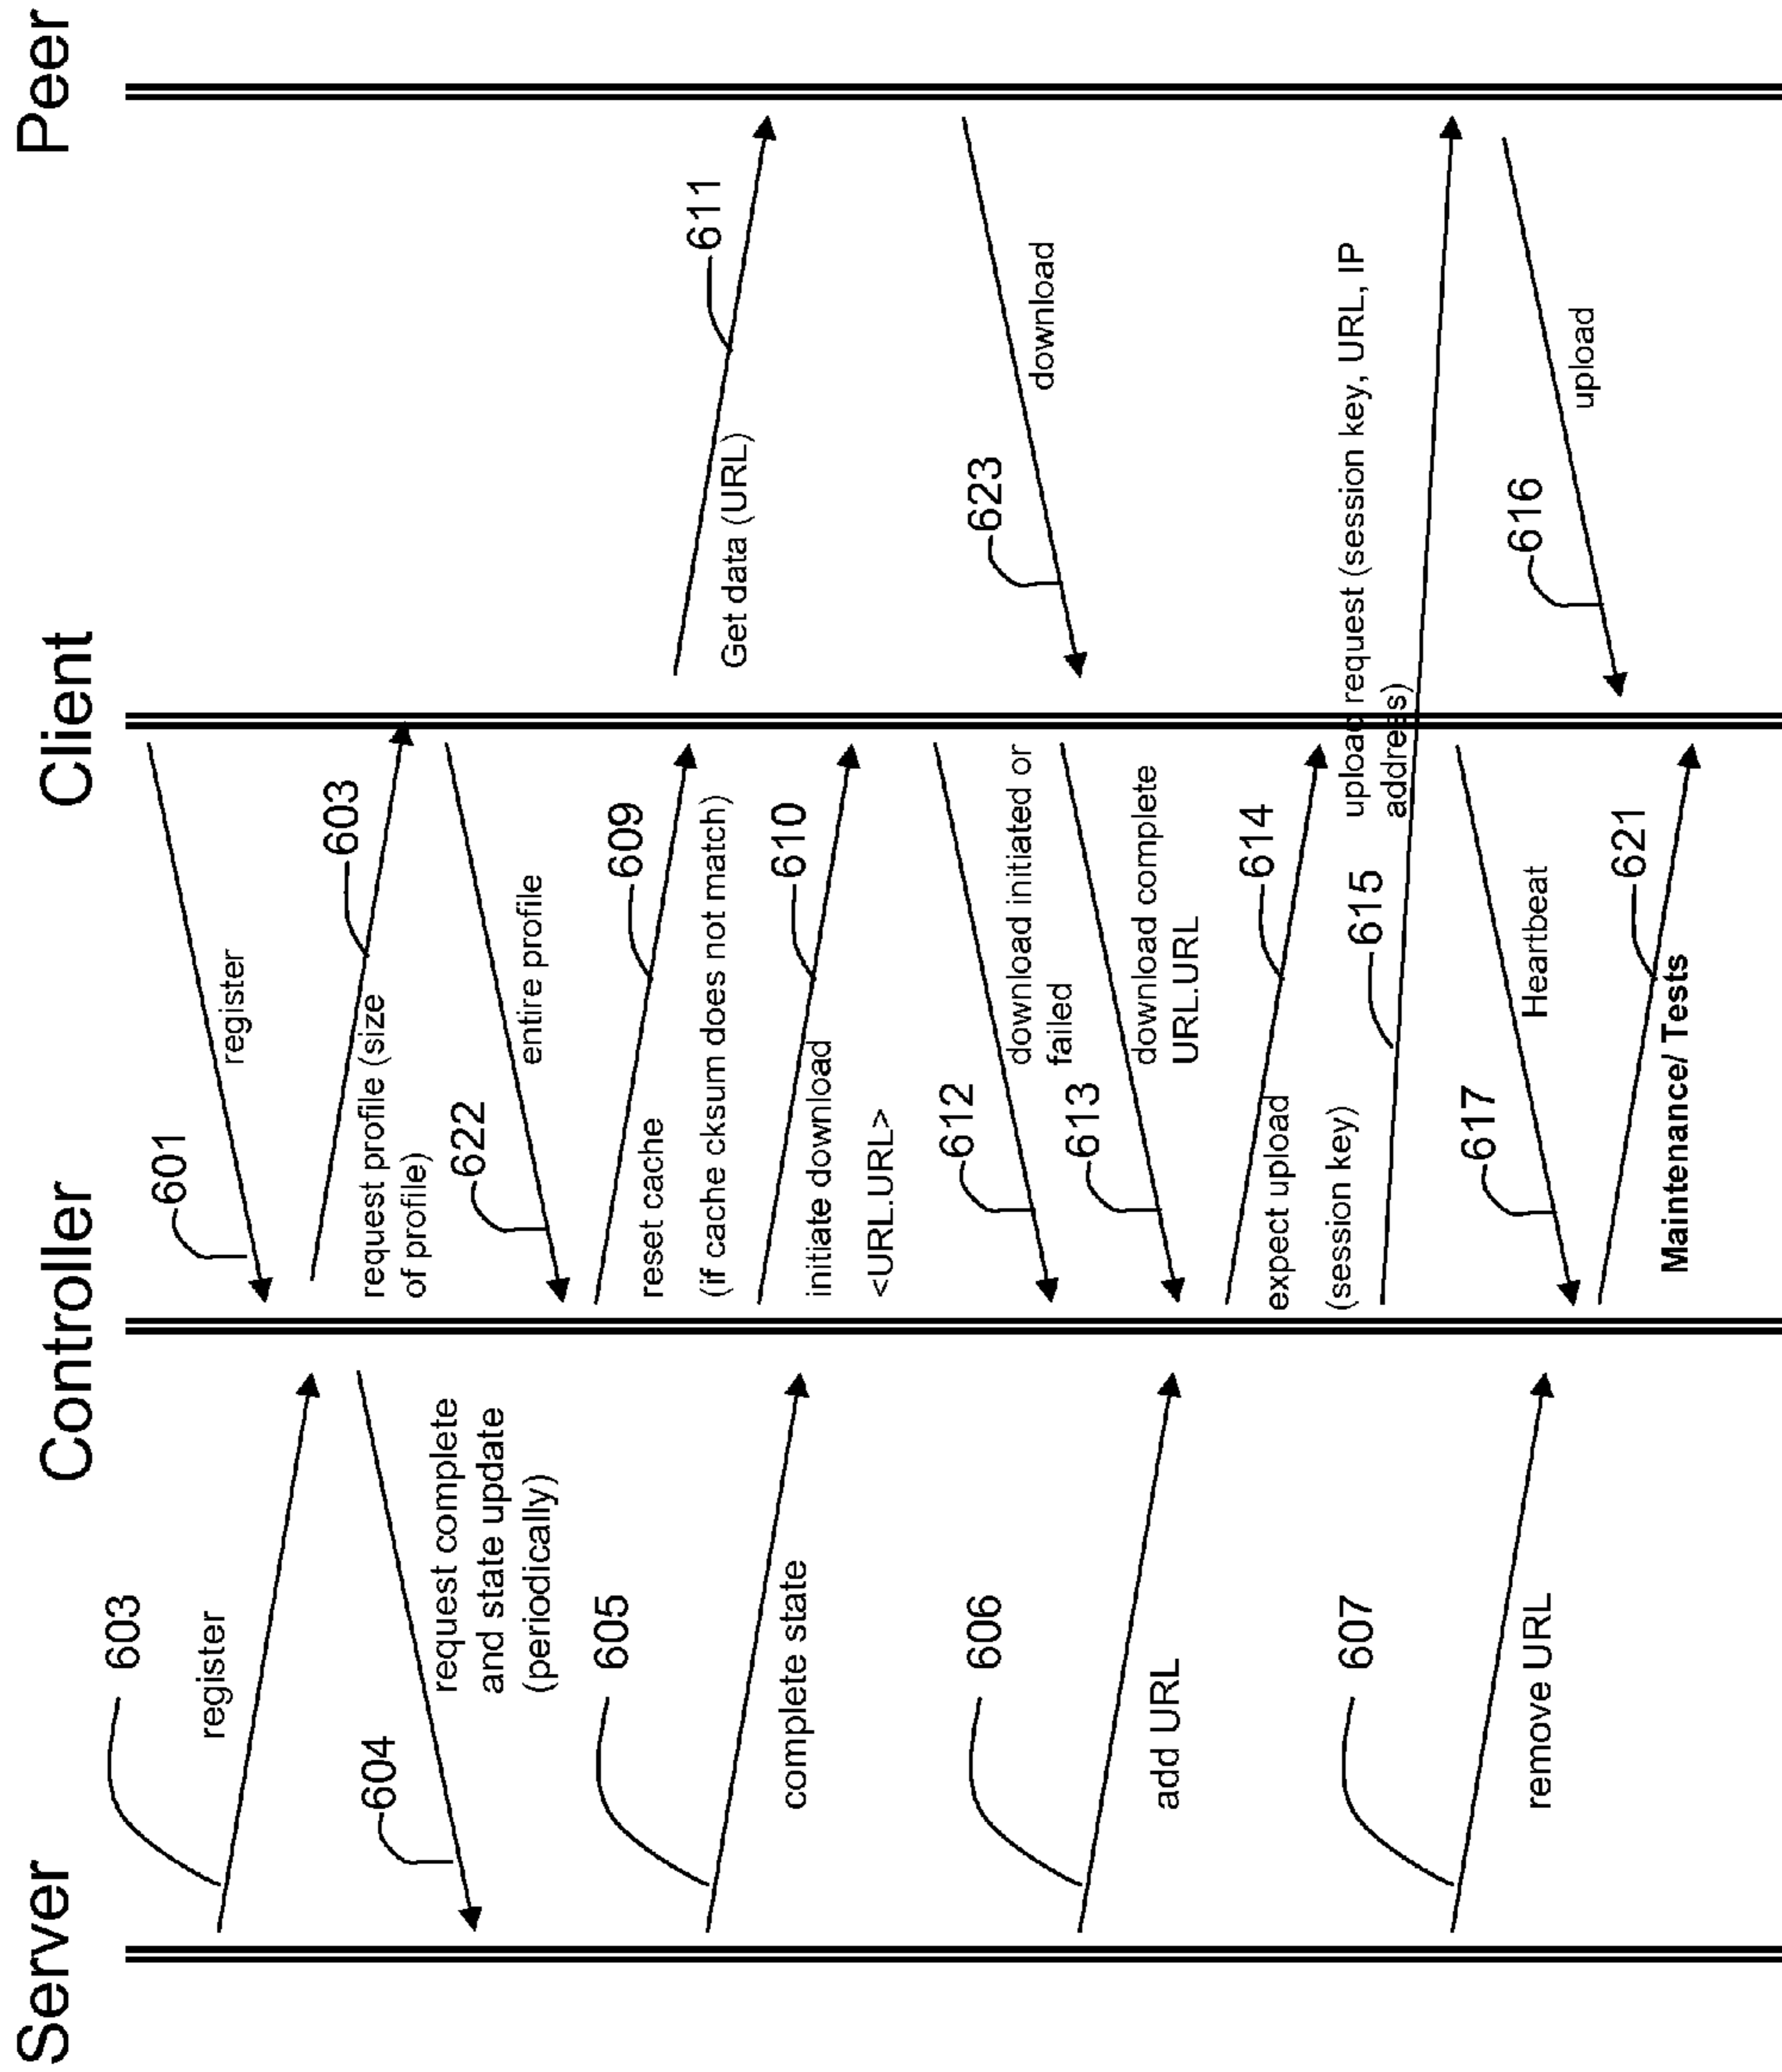 Server
Controller
Client
Peer
603
register
604
request complete
and state update
(periodically)
605
complete state
606
add URL
607
remove URL
601
register
603
request profile (size
of profile)
622
entire profile
609
reset cache
(if cache cksum does not match)
610
initiate download
<URL.URL>
612
download initiated or
failed
613
download complete
URL.URL
614
expect upload
(session key)
615
upload request (session key, URL, IP
address)
617
Heartbeat
621
Maintenance/ Tests
611
Get data (URL)
623
download
616
upload